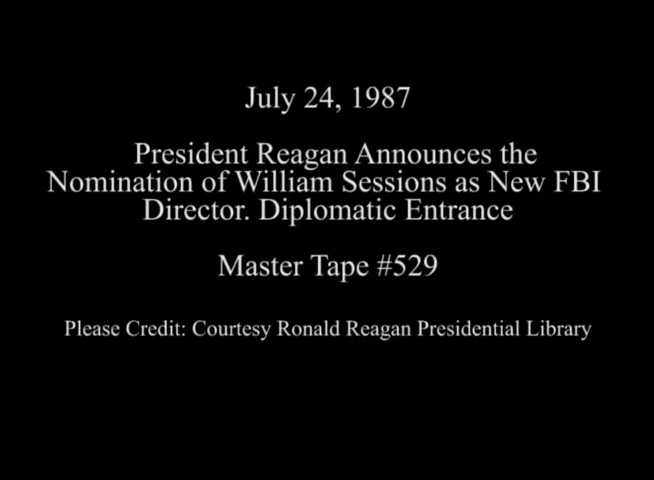 July 24, 1987
President Reagan Announces the
Nomination of William Sessions as New FBI
Director. Diplomatic Entrance
Master Tape #529
Please Credit: Courtesy Ronald Reagan Presidential Library